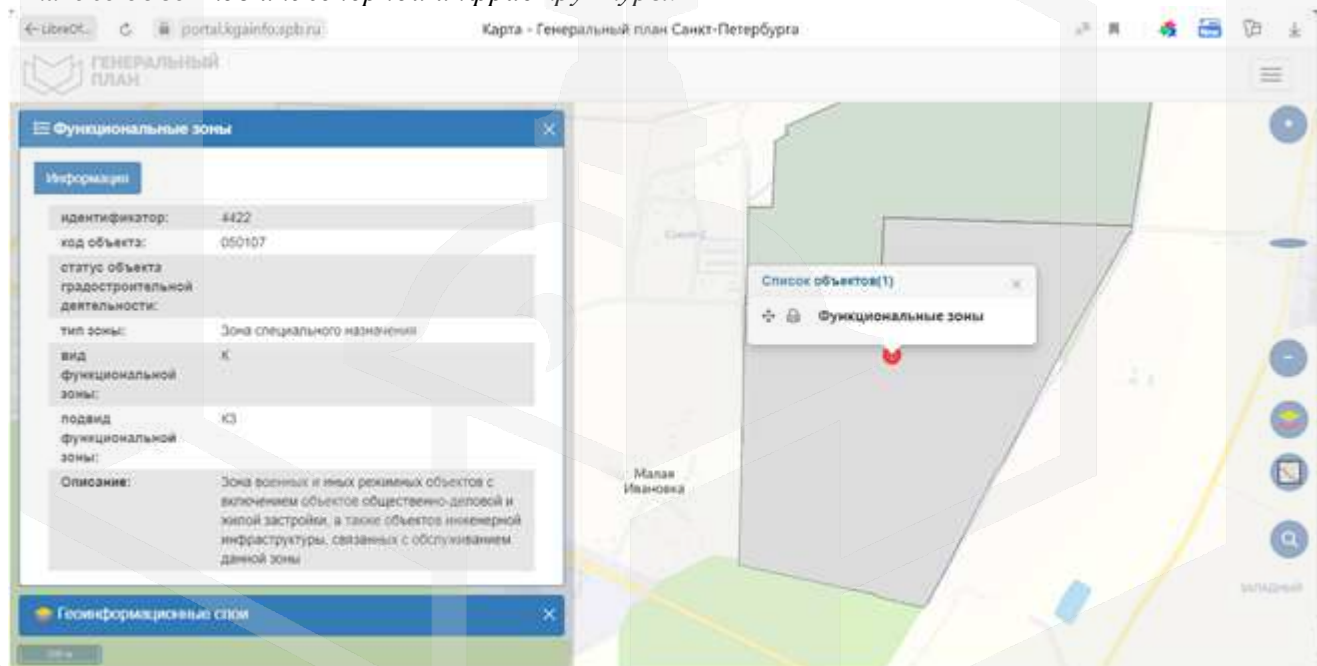 portal.kgainfo.spb.ru
Карта - Генеральный план Санкт-Петербурга
ГЕНЕРАЛЬНЫЙ
ПЛАН
Функциональные зоны
Информация
идентификатор: 4422
код объекта: 050107
статус объекта
градостроительной
деятельности:
тип зоны: Зона специального назначения
вид К
функциональной
зоны:
подвид К3
функциональной
зоны:
Описание: Зона военных и иных режимных объектов с
включением объектов общественно-деловой и
жилой застройки, а также объектов инженерной
инфраструктуры, связанных с обслуживанием
данной зоны
Геоинформационные слои
Список объектов(1)
Функциональные зоны
Малая
Ивановка
ЗАПАДНЫЙ